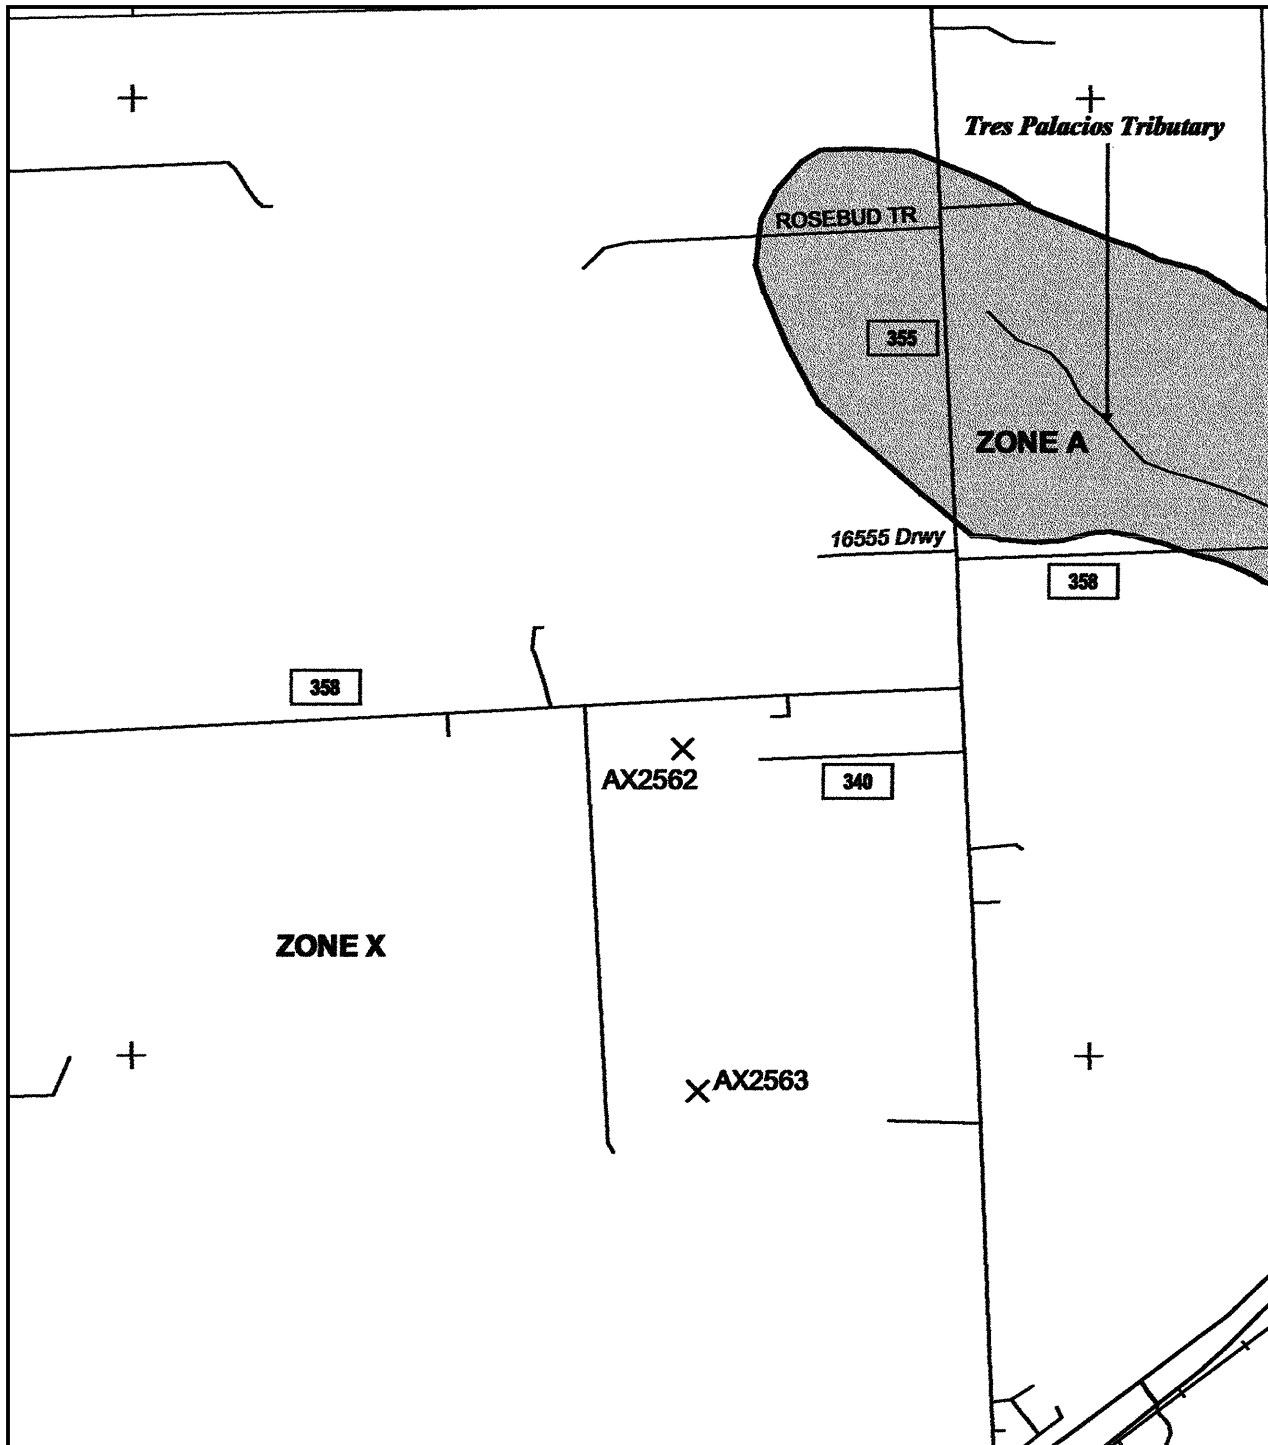 Tres Palacios Tributary
ROSEBUD TR
355
ZONE A
16555 Drwy
358
358
AX2562
340
ZONE X
AX2563